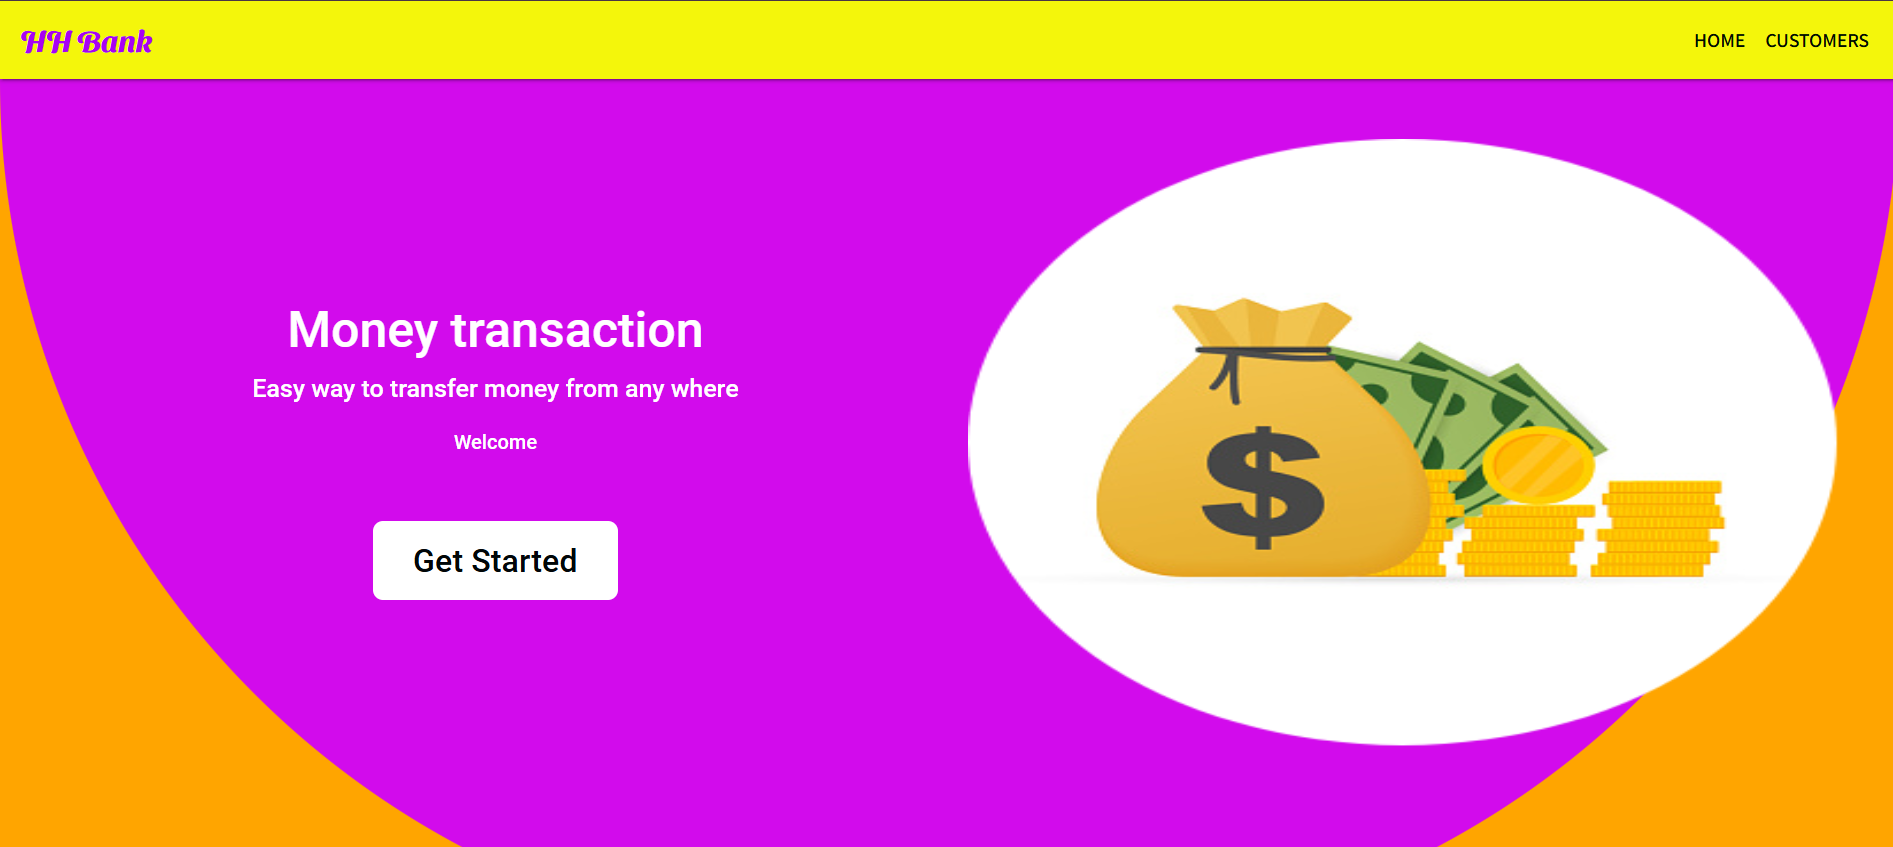 HH Bank
HOME CUSTOMERS
Money transaction
Easy way to transfer money from any where
Welcome
Get Started
$